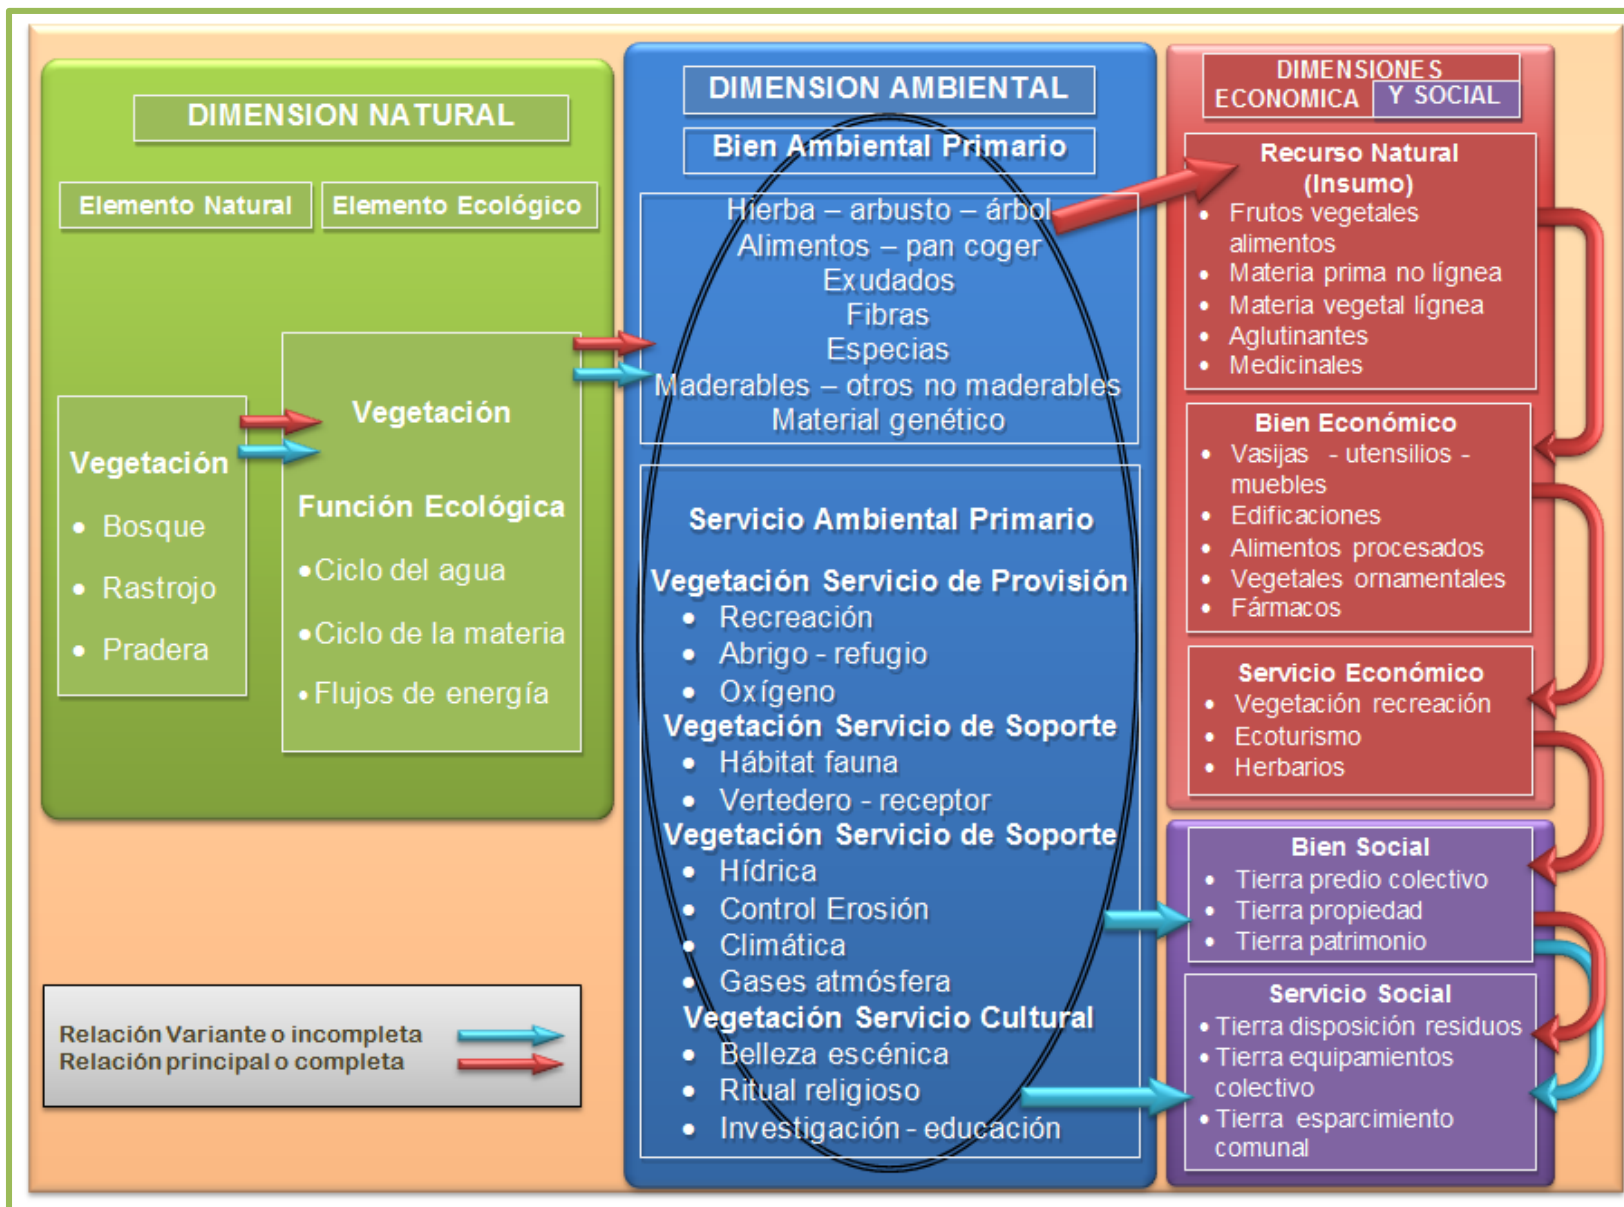 DIMENSION NATURAL
Elemento Natural
Elemento Ecológico
Vegetación
• Bosque
• Rastrojo
• Pradera
Vegetación
Función Ecológica
• Ciclo del agua
• Ciclo de la materia
• Flujos de energía
Relación Variante o incompleta
Relación principal o completa
DIMENSION AMBIENTAL
Bien Ambiental Primario
Hierba – arbusto – árbol
Alimentos – pan coger
Exudados
Fibras
Especias
Maderables – otros no maderables
Material genético
Servicio Ambiental Primario
Vegetación Servicio de Provisión
• Recreación
• Abrigo - refugio
• Oxígeno
Vegetación Servicio de Soporte
• Hábitat fauna
• Vertedero - receptor
Vegetación Servicio de Soporte
• Hídrica
• Control Erosión
• Climática
• Gases atmósfera
Vegetación Servicio Cultural
• Belleza escénica
• Ritual religioso
• Investigación - educación
DIMENSIONES
ECONOMICA Y SOCIAL
Recurso Natural
(Insumo)
• Frutos vegetales
alimentos
• Materia prima no lígnea
• Materia vegetal lígnea
• Aglutinantes
• Medicinales
Bien Económico
• Vasijas - utensilios -
muebles
• Edificaciones
• Alimentos procesados
• Vegetales ornamentales
• Fármacos
Servicio Económico
• Vegetación recreación
• Ecoturismo
• Herbarios
Bien Social
• Tierra predio colectivo
• Tierra propiedad
• Tierra patrimonio
Servicio Social
• Tierra disposición residuos
• Tierra equipamientos
colectivo
• Tierra esparcimiento
comunal